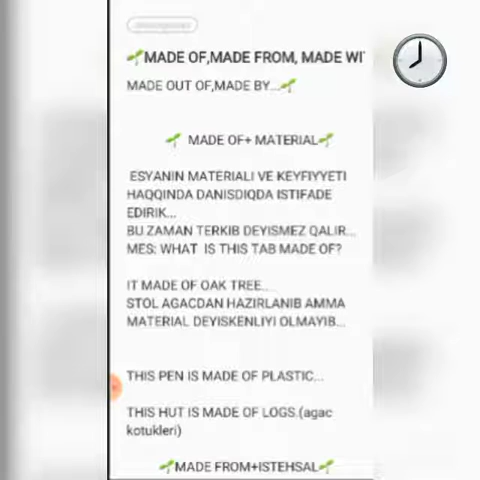 🌱MADE OF,MADE FROM, MADE WI
MADE OUT OF,MADE BY...🌱
🌱 MADE OF+ MATERIAL🌱
ESYANIN MATERIALI VE KEYFIYYETI
HAQQINDA DANISDIQDA ISTIFADE
EDIRIK...
BU ZAMAN TERKIB DEYISMEZ QALIR...
MES: WHAT IS THIS TAB MADE OF?
IT MADE OF OAK TREE...
STOL AGACDAN HAZIRLANIB AMMA
MATERIAL DEYISKENLIYI OLMAYIB...
THIS PEN IS MADE OF PLASTIC...
THIS HUT IS MADE OF LOGS.(agac
kotukleri)
🌱MADE FROM+ISTEHSAL🌱